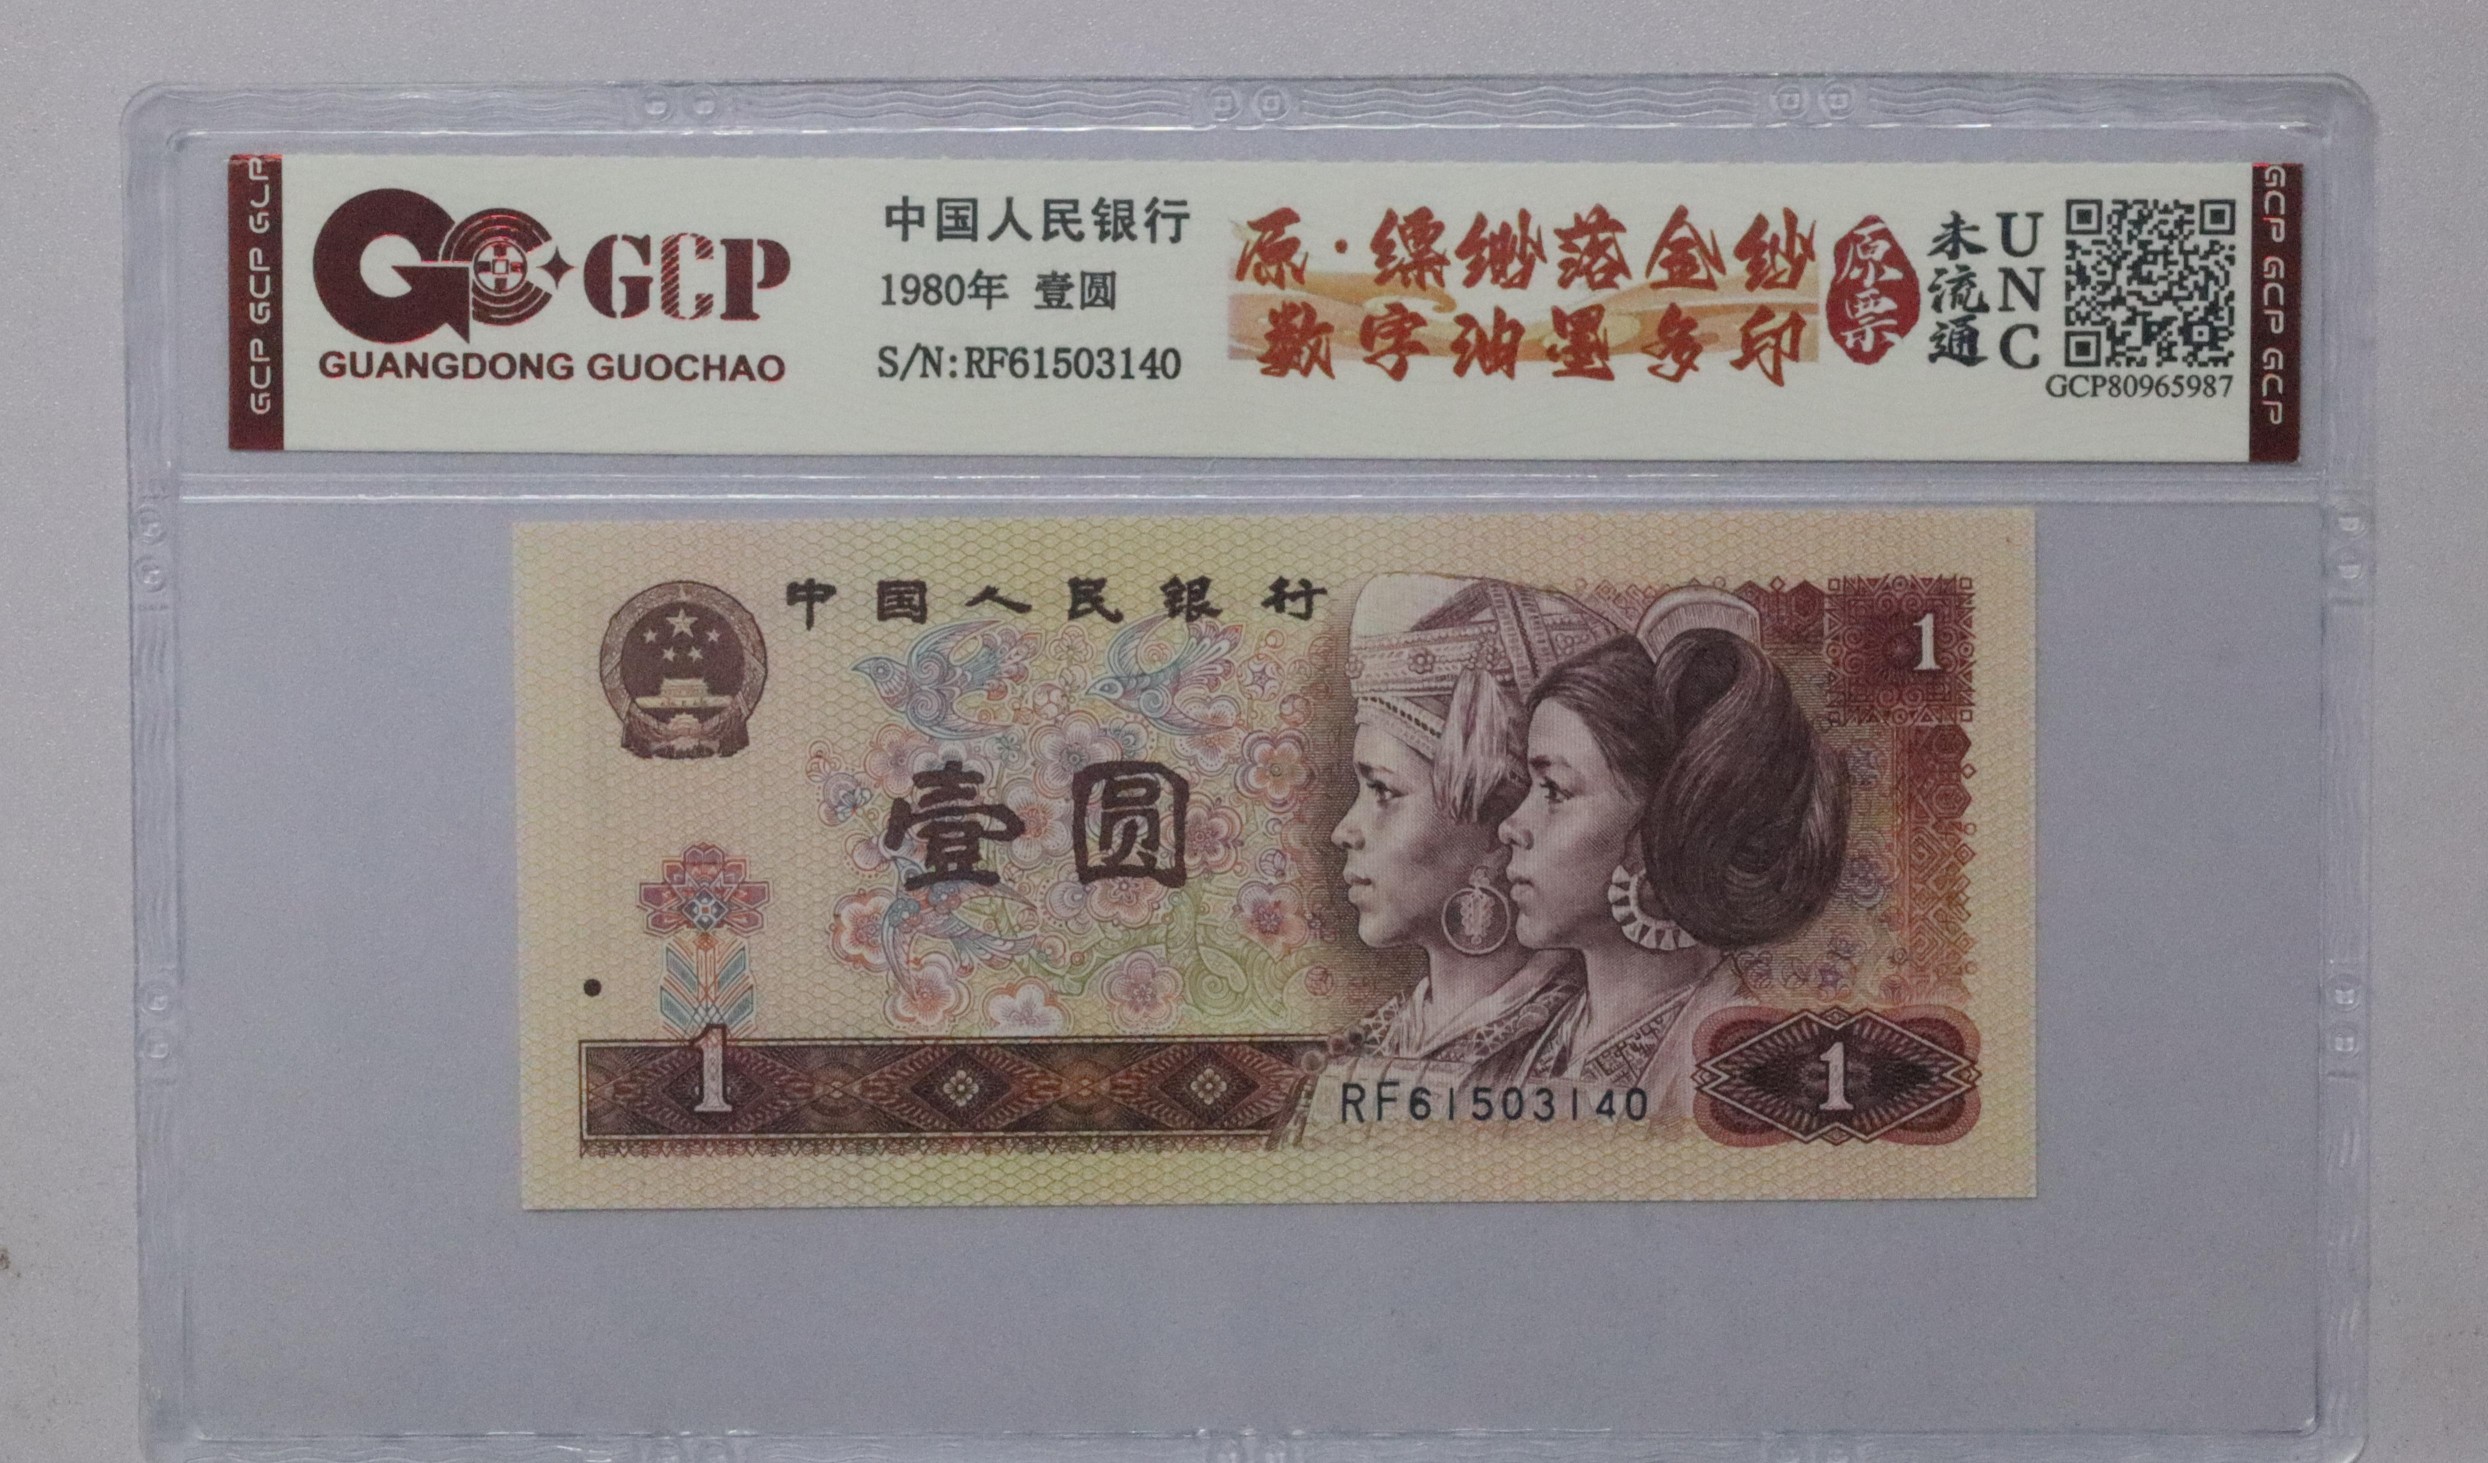 GCP GCP GCP
GCP
GUANGDONG GUOCHAO
中国人民银行
1980年 壹圆
S/N:RF61503140
原·缥缈落金纱
数字油墨多印
原票
未流通
UNC
GCP80965987
GCP GCP GCP
中国人民银行
1
壹圆
1
RF61503140
1